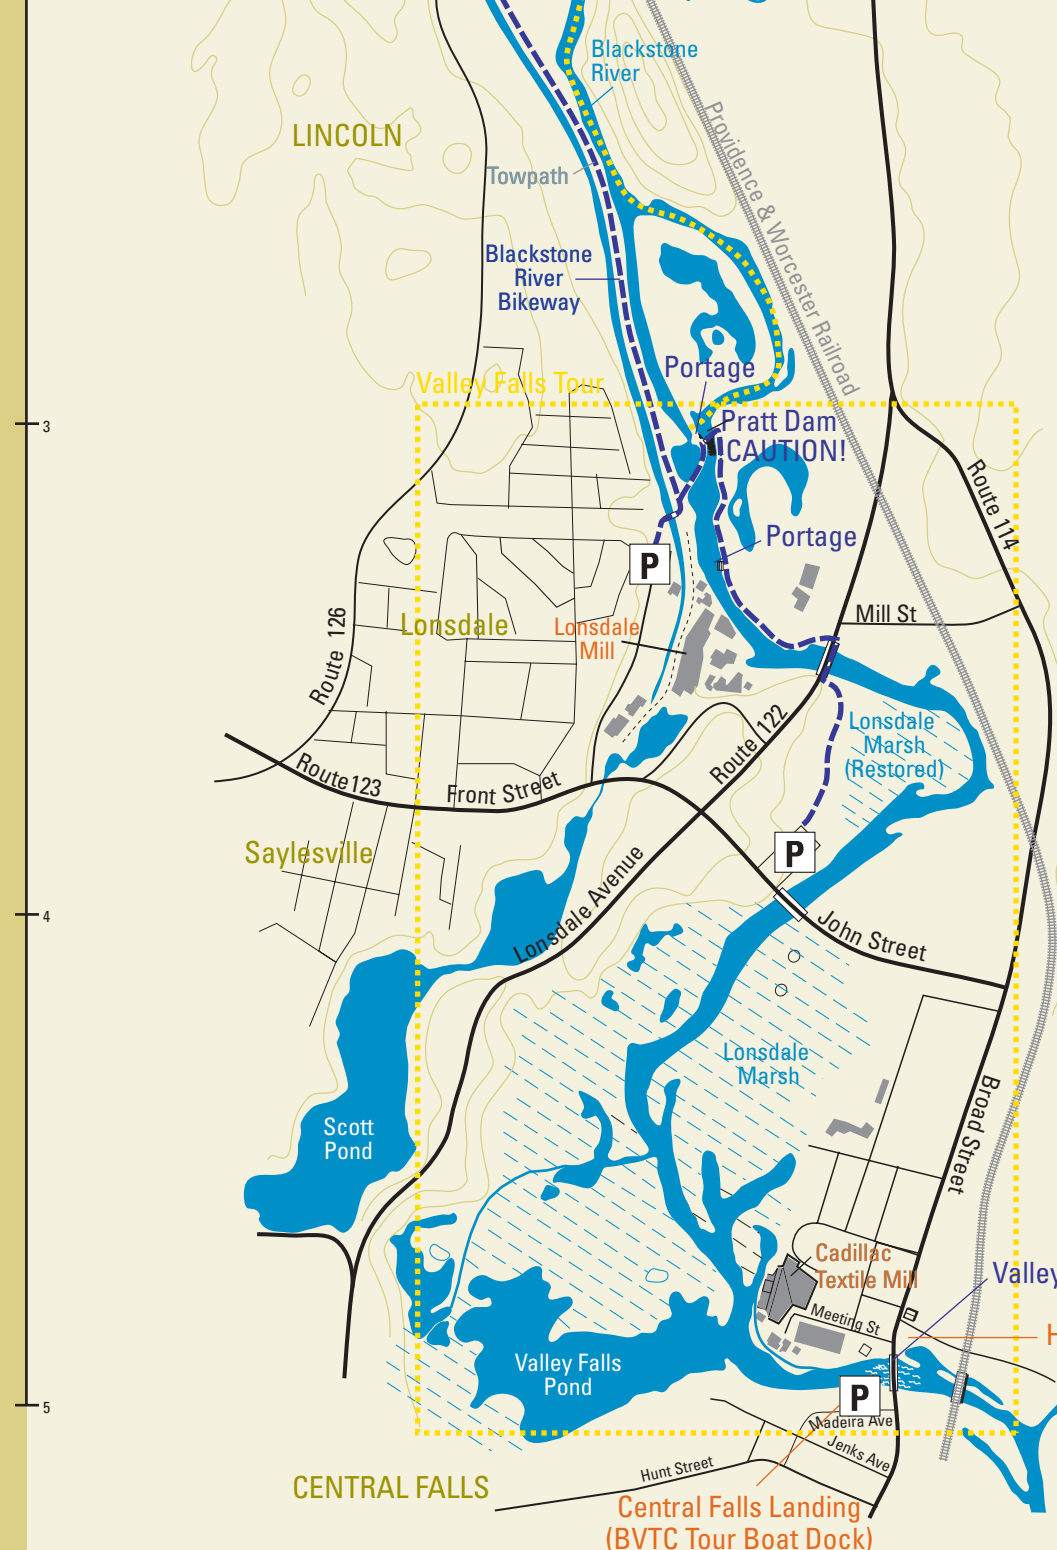 Blackstone
River
Providence & Worcester Railroad
LINCOLN
Towpath
Blackstone
River
Bikeway
Portage
Valley Falls Tour
3
Pratt Dam
CAUTION!
Route 114
Portage
P
Mill St
Route 126
Lonsdale
Lonsdale
Mill
Lonsdale
Marsh
(Restored)
Route 122
Route123
Front Street
Saylesville
P
Lonsdale Avenue
4
John Street
Lonsdale
Marsh
Broad Street
Scott
Pond
Cadillac
Textile Mill
Valley
Meeting St
H
Valley Falls
Pond
P
5
Madeira Ave
Jenks Ave
Hunt Street
CENTRAL FALLS
Central Falls Landing
(BVTC Tour Boat Dock)